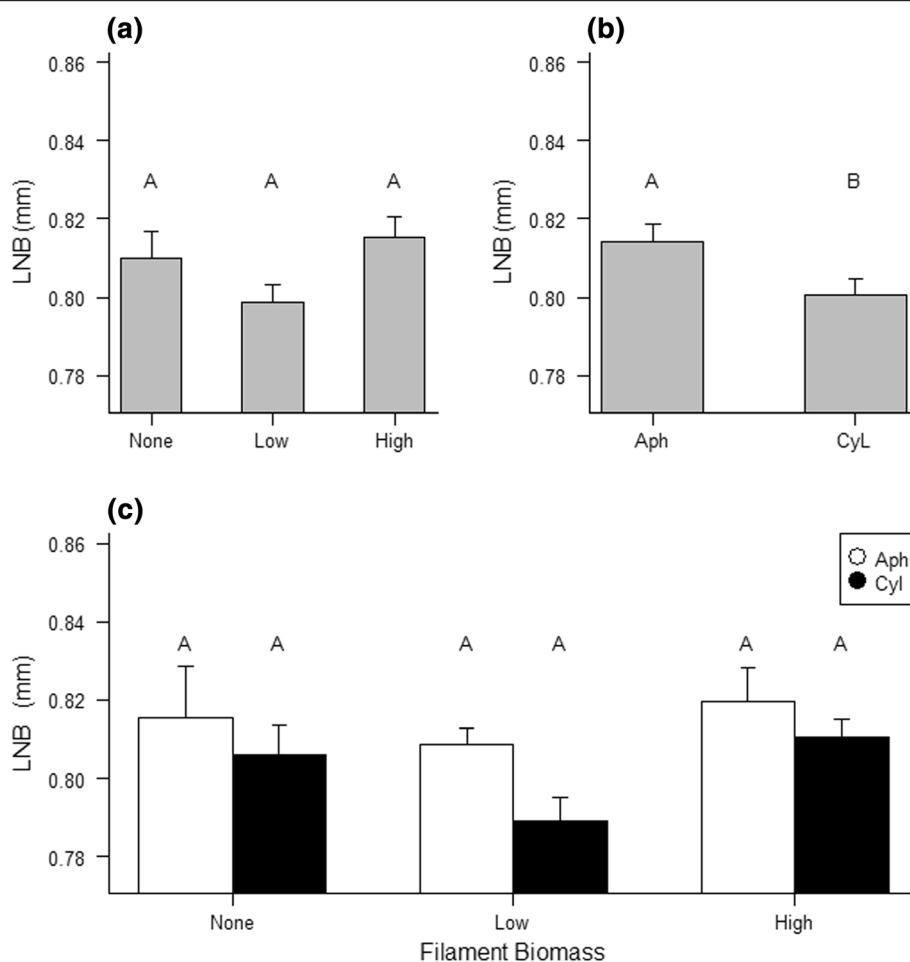 (a)
0.86
0.84
0.82
0.80
0.78
LNB (mm)
A A A
None Low High
(b)
0.86
0.84
0.82
0.80
0.78
LNB (mm)
A B
Aph CyL
(c)
0.86
0.84
0.82
0.80
0.78
LNB (mm)
Aph
Cyl
A A A A A A
None Low High
Filament Biomass